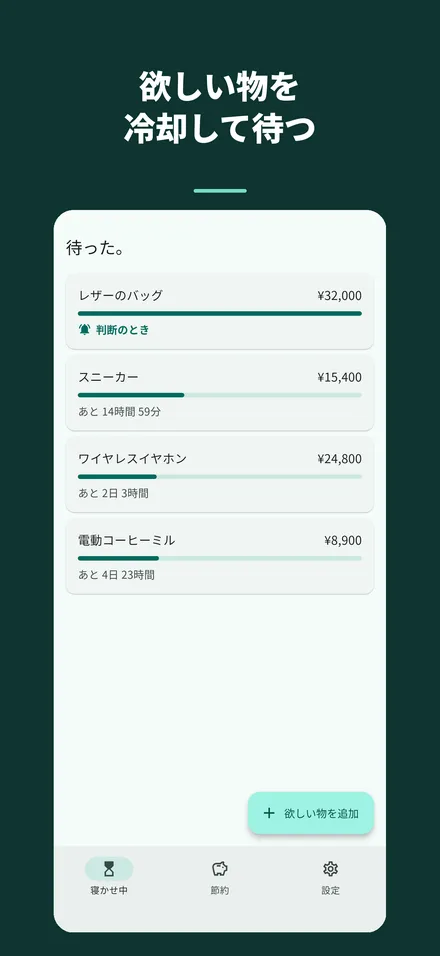 欲しい物を
冷却して待つ
待った。
レザーのバッグ ¥32,000
判断のとき
スニーカー ¥15,400
あと 14時間 59分
ワイヤレスイヤホン ¥24,800
あと 2日 3時間
電動コーヒーミル ¥8,900
あと 4日 23時間
+ 欲しい物を追加
寝かせ中 節約 設定